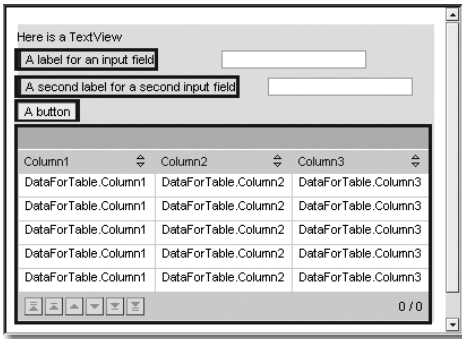 Here is a TextView
A label for an input field
A second label for a second input field
A button
Column1 Column2 Column3
DataForTable.Column1 DataForTable.Column2 DataForTable.Column3
DataForTable.Column1 DataForTable.Column2 DataForTable.Column3
DataForTable.Column1 DataForTable.Column2 DataForTable.Column3
DataForTable.Column1 DataForTable.Column2 DataForTable.Column3
DataForTable.Column1 DataForTable.Column2 DataForTable.Column3
0 / 0